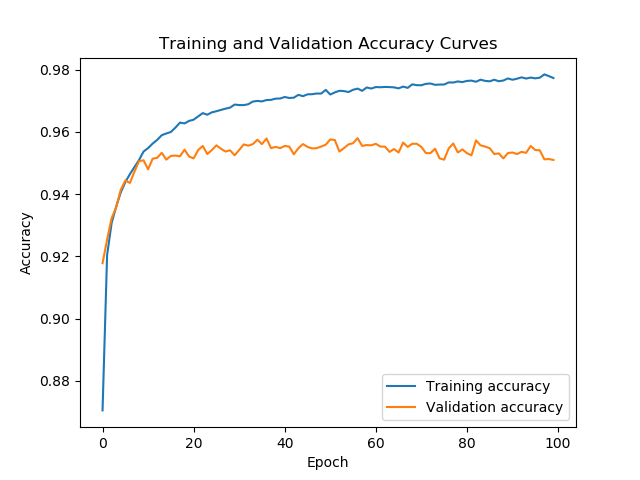 Training and Validation Accuracy Curves
0.98
0.96
0.94
0.92
0.90
0.88
Accuracy
0 20 40 60 80 100
Epoch
Training accuracy
Validation accuracy